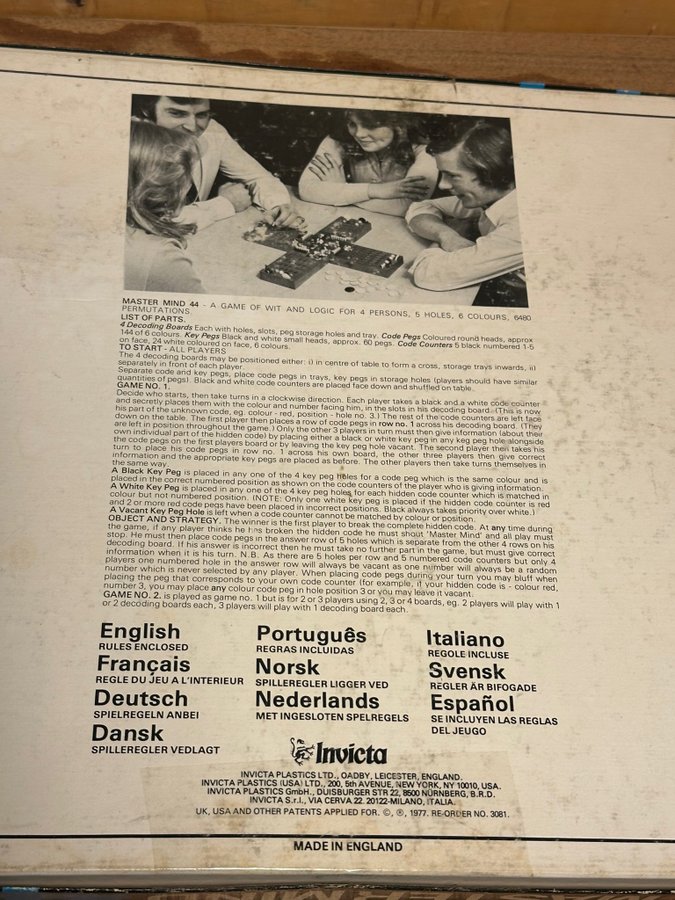 MASTER MIND 44 - A GAME OF WIT AND LOGIC FOR 4 PERSONS, 5 HOLES, 6 COLOURS, 6480
PERMUTATIONS.
LIST OF PARTS.
4 Decoding Boards Each with holes, slots, peg storage holes and tray. Code Pegs Coloured round heads, approx
144 of 6 colours. Key Pegs Black and white small heads, approx. 60 pegs. Code Counters 5 black numbered 1-5
on face, 24 white coloured on face, 6 colours.
TO START - ALL PLAYERS
The 4 decoding boards may be positioned either: i) in centre of table to form a cross, storage trays inwards, ii)
separately in front of each player.
Separate code and key pegs, place code pegs in trays, key pegs in storage holes (players should have similar
quantities of pegs). Black and white code counters are placed face down and shuffled on table.
GAME NO. 1.
Decide who starts, then take turns in a clockwise direction. Each player takes a black and a white code counter
and secretly places them with the colour and number facing him, in the slots in his decoding board. (This is now
his part of the unknown code, eg. colour - red, position - hole no. 3.) The rest of the code counters are left face
down on the table. The first player then places a row of code pegs in row no. 1 across his decoding board. (They
are left in position throughout the game.) Only the other 3 players in turn must then give information (about their
own individual part of the hidden code) by placing either a black or white key peg in any keg peg hole alongside
the code pegs on the first players board or by leaving the key peg hole vacant. The second player then takes his
turn to place his code pegs in row no. 1 across his own board, the other three players then give correct
information and the appropriate key pegs are placed as before. The other players then take turns themselves in
the same way.
A Black Key Peg is placed in any one of the 4 key peg holes for a code peg which is the same colour and is
placed in the correct numbered position as shown on the code counters of the player who is giving information.
A White Key Peg is placed in any of the 4 key peg holes for each hidden code counter which is matched in
colour but not numbered position. (NOTE: Only one white key peg is placed if the hidden code counter is red
and 2 or more red code pegs have been placed in incorrect positions. Black always takes priority over white.)
A Vacant Key Peg Hole is left when a code counter cannot be matched by colour or position.
OBJECT AND STRATEGY. The winner is the first player to break the complete hidden code. At any time during
the game, if any player thinks he has broken the hidden code he must shout 'Master Mind' and all play must
stop. He must then place code pegs in the answer row of 5 holes which is separate from the other 4 rows on his
decoding board. If his answer is incorrect then he must take no further part in the game, but must give correct
information when it is his turn. N.B. As there are 5 holes per row and 5 numbered code counters but only 4
players one numbered hole in the answer row will always be vacant as one number will always be a random
number which is never selected by any player. When placing code pegs during your turn you may bluff when
placing the peg that corresponds to your own code counter (for example, if your hidden code is - colour red,
number 3, you may place any colour code peg in hole position 3 or you may leave it vacant.
GAME NO. 2. is played as game no. 1 but is for 2 or 3 players using 2, 3 or 4 boards, eg. 2 players will play with 1
or 2 decoding boards each, 3 players will play with 1 decoding board each.
English
RULES ENCLOSED
Français
REGLE DU JEU A L'INTERIEUR
Deutsch
SPIELREGELN ANBEI
Dansk
SPILLEREGLER VEDLAGT
Português
REGRAS INCLUIDAS
Norsk
SPILLEREGLER LIGGER VED
Nederlands
MET INGESLOTEN SPELREGELS
Italiano
REGOLE INCLUSE
Svensk
REGLER ÄR BIFOGADE
Español
SE INCLUYEN LAS REGLAS
DEL JEUGO
Invicta
INVICTA PLASTICS LTD., OADBY, LEICESTER, ENGLAND.
INVICTA PLASTICS (USA) LTD., 200, 5th AVENUE, NEW YORK, NY 10010, USA.
INVICTA PLASTICS GmbH., DUISBURGER STR 22, 8500 NÜRNBERG, B.R.D.
INVICTA S.r.l., VIA CERVA 22. 20122-MILANO, ITALIA.
UK, USA AND OTHER PATENTS APPLIED FOR. ©, ®, 1977. RE-ORDER NO. 3081.
MADE IN ENGLAND